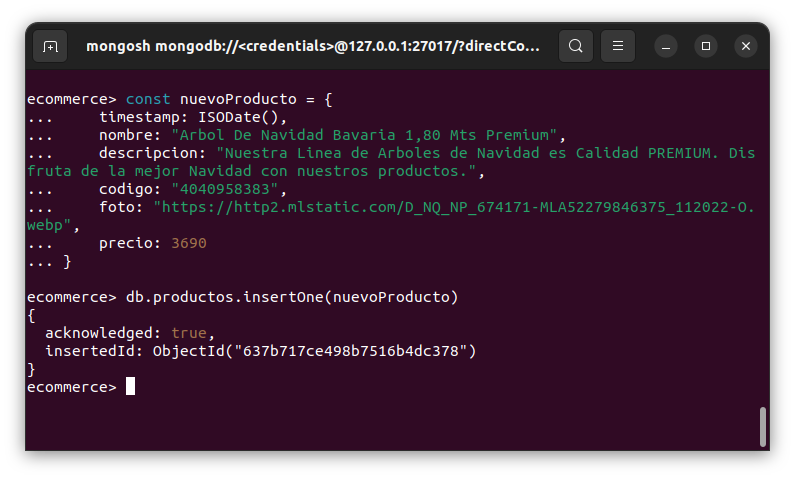 mongosh mongodb://<credentials>@127.0.0.1:27017/?directCo...
ecommerce> const nuevoProducto = {
...     timestamp: ISODate(),
...     nombre: "Arbol De Navidad Bavaria 1,80 Mts Premium",
...     descripcion: "Nuestra Linea de Arboles de Navidad es Calidad PREMIUM. Dis
fruta de la mejor Navidad con nuestros productos.",
...     codigo: "4040958383",
...     foto: "https://http2.mlstatic.com/D_NQ_NP_674171-MLA52279846375_112022-O.
webp",
...     precio: 3690
... }
ecommerce> db.productos.insertOne(nuevoProducto)
{
  acknowledged: true,
  insertedId: ObjectId("637b717ce498b7516b4dc378")
}
ecommerce>